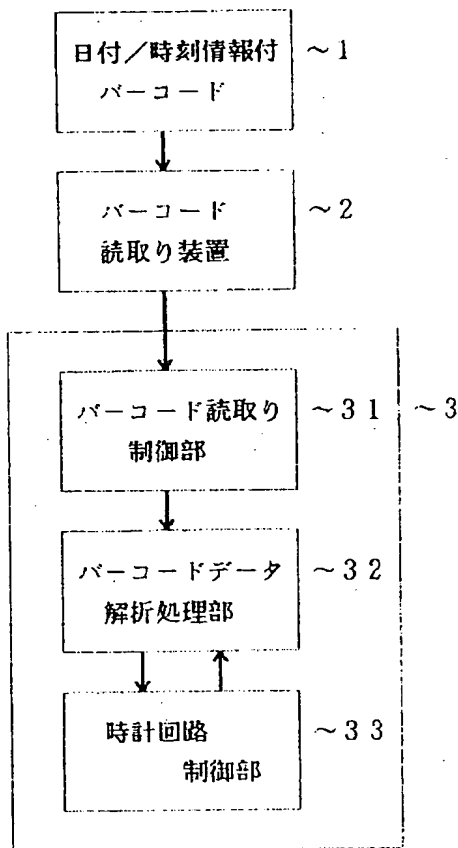 日付／時刻情報付 ～1
バーコード
バーコード ～2
読取り装置
バーコード読取り ～31 ～3
制御部
バーコードデータ ～32
解折処理部
時計回路 ～33
制御部